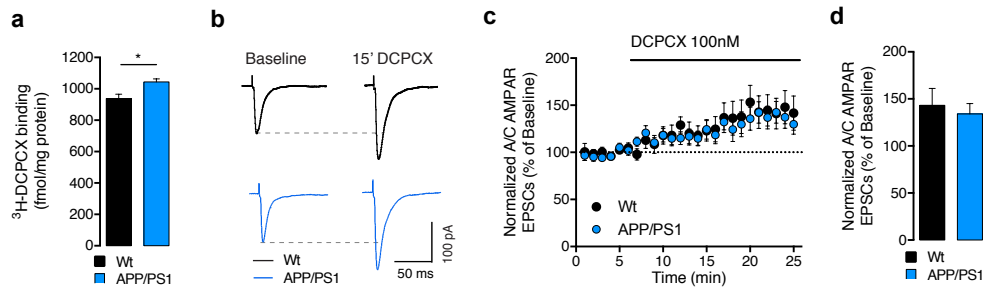 a
³H-DCPCX binding
(fmol/mg protein)
1200
1000
800
600
400
200
0
*
Wt
APP/PS1
b
Baseline
15' DCPCX
Wt
APP/PS1
100 pA
50 ms
c
DCPCX 100nM
Normalized A/C AMPAR
EPSCs (% of Baseline)
200
150
100
50
0
Wt
APP/PS1
0 5 10 15 20 25
Time (min)
d
Normalized A/C AMPAR
EPSCs (% of Baseline)
200
150
100
50
0
Wt
APP/PS1